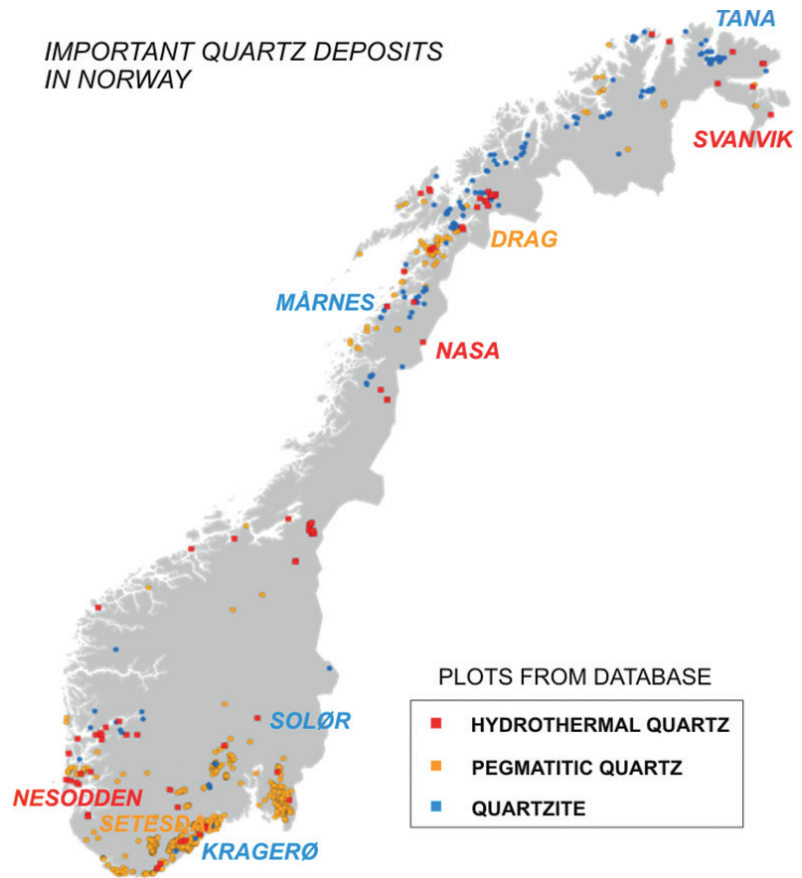 IMPORTANT QUARTZ DEPOSITS
IN NORWAY
TANA
SVANVIK
DRAG
MÅRNES
NASA
SOLØR
NESODDEN
SETESD
KRAGERØ
PLOTS FROM DATABASE
HYDROTHERMAL QUARTZ
PEGMATITIC QUARTZ
QUARTZITE